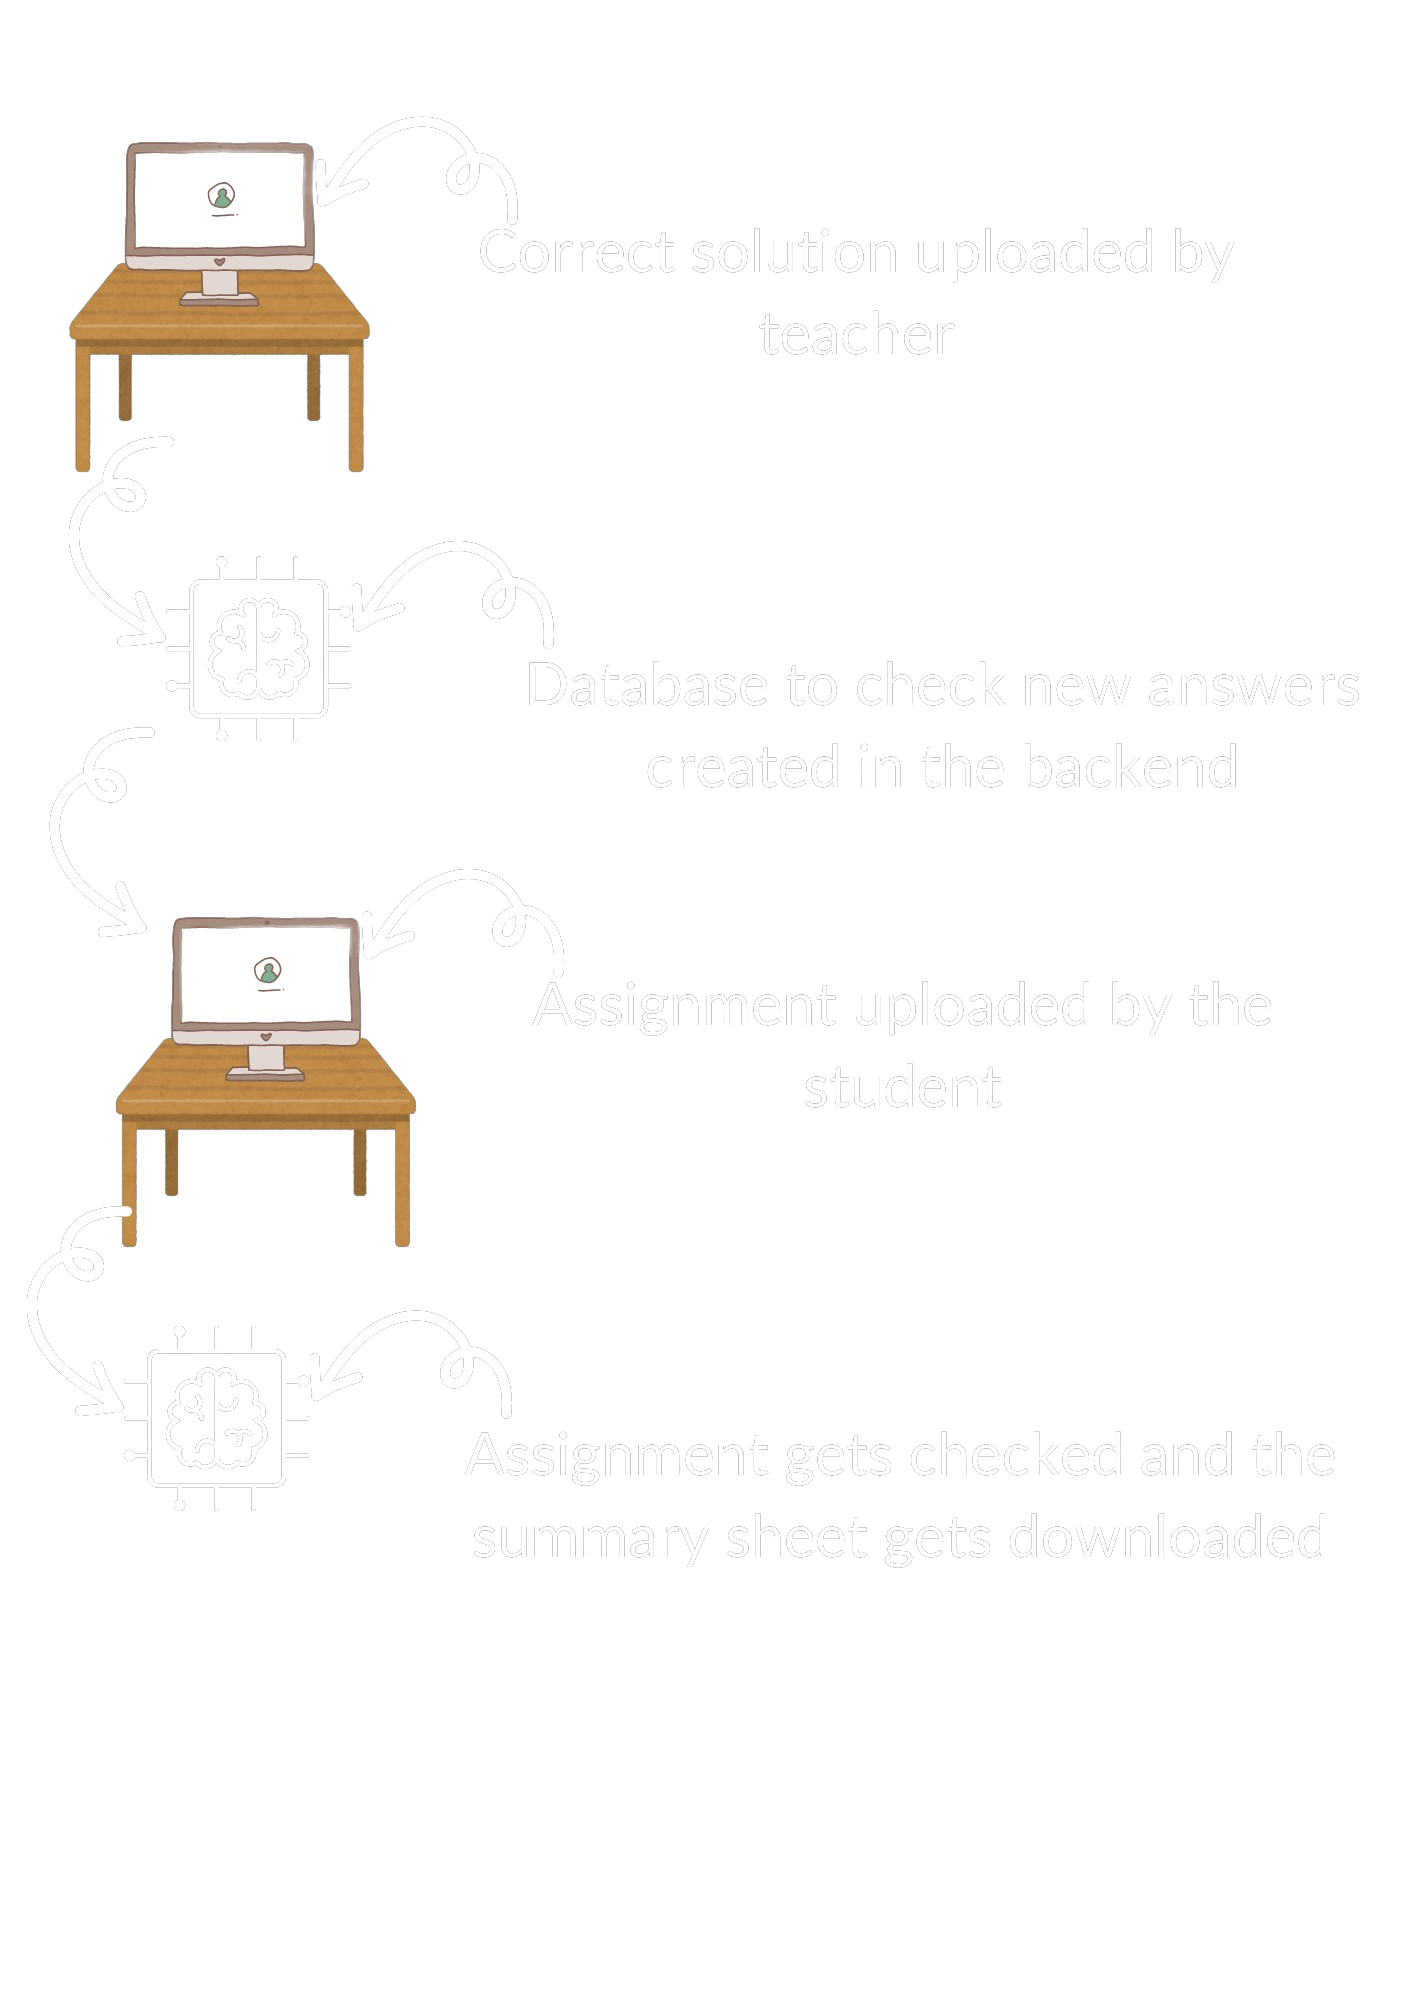 Correct solution uploaded by
teacher
Database to check new answers
created in the backend
Assignment uploaded by the
student
Assignment gets checked and the
summary sheet gets downloaded